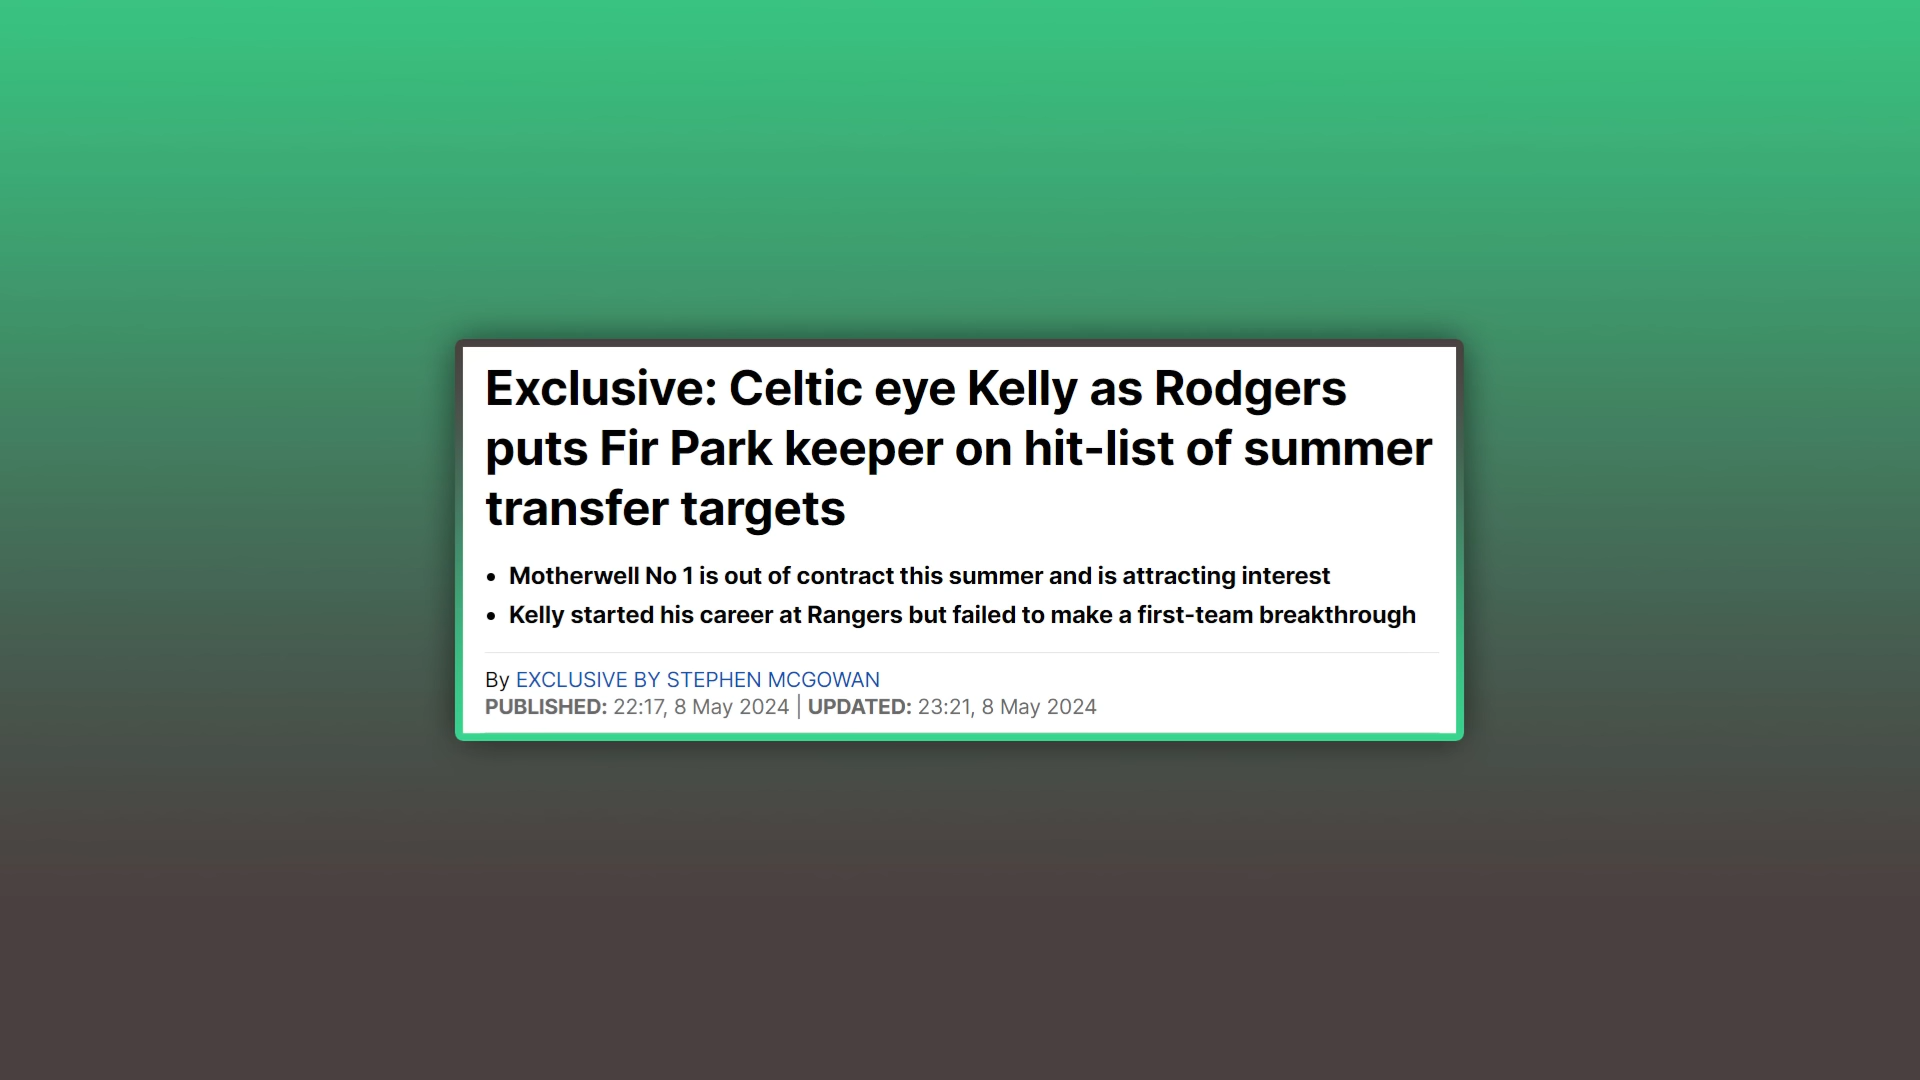 Exclusive: Celtic eye Kelly as Rodgers
puts Fir Park keeper on hit-list of summer
transfer targets
• Motherwell No 1 is out of contract this summer and is attracting interest
• Kelly started his career at Rangers but failed to make a first-team breakthrough
By EXCLUSIVE BY STEPHEN MCGOWAN
PUBLISHED: 22:17, 8 May 2024 | UPDATED: 23:21, 8 May 2024